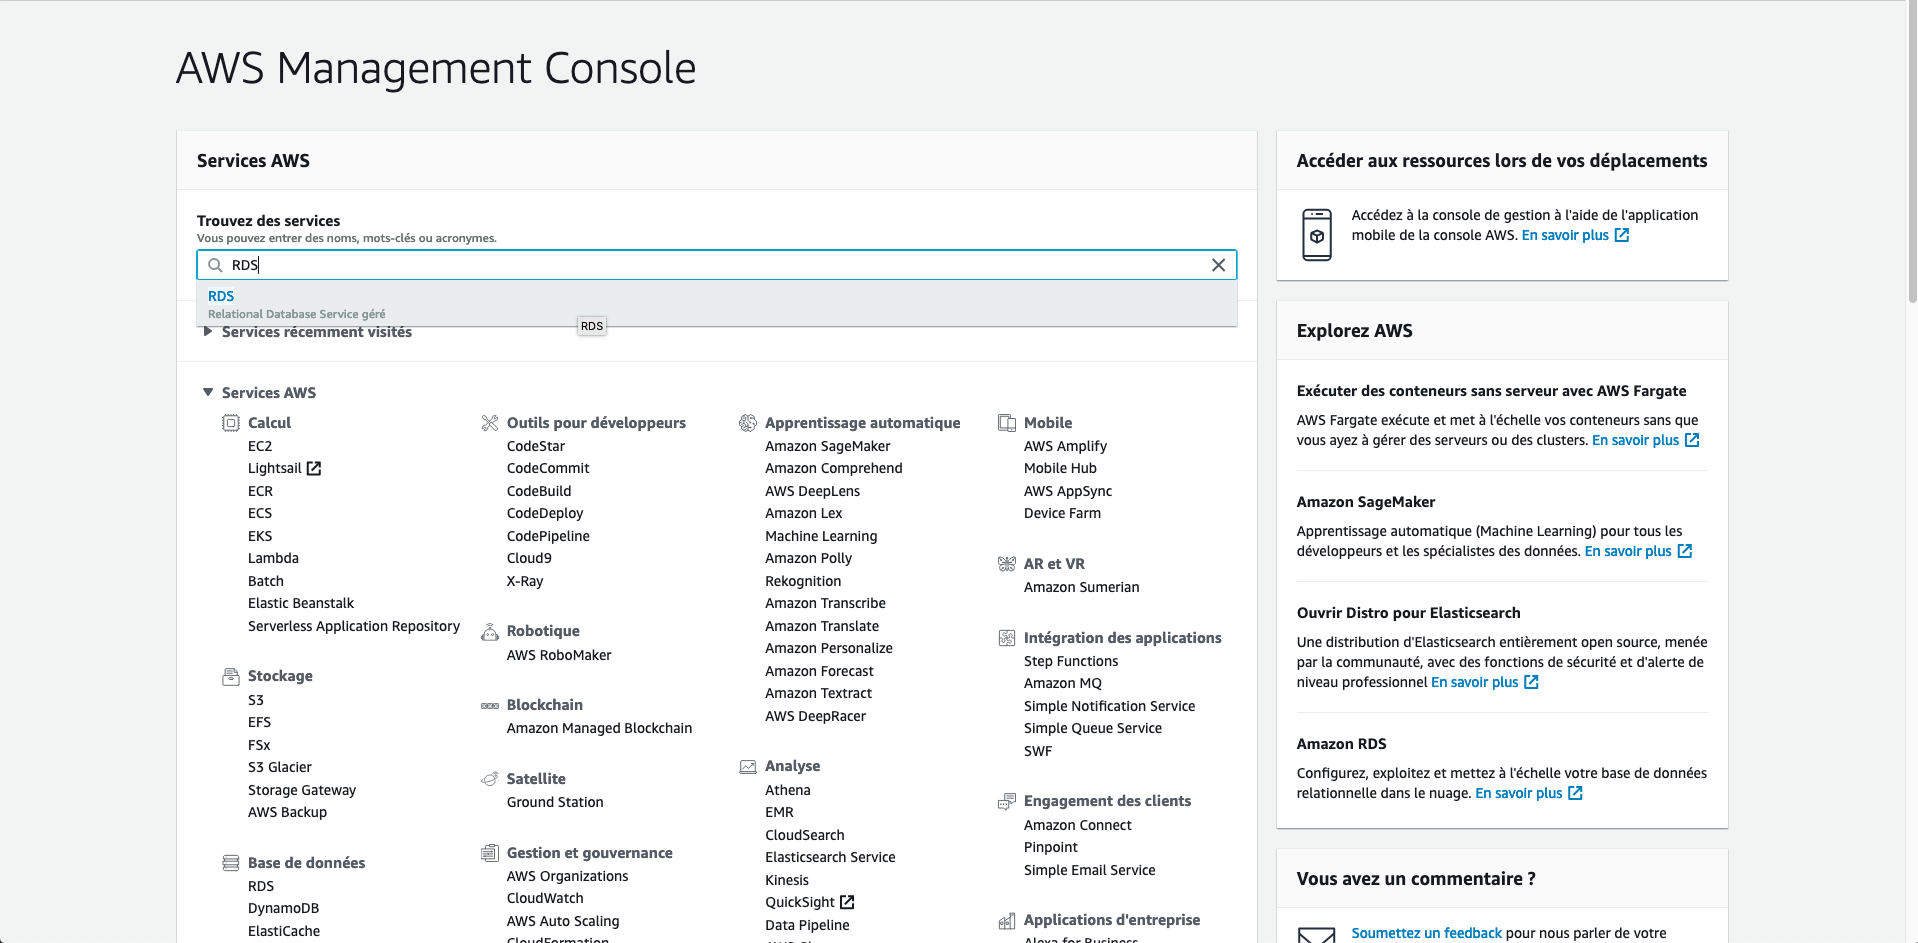 AWS Management Console
Services AWS
Trouvez des services
Vous pouvez entrer des noms, mots-clés ou acronymes.
RDS
RDS
Relational Database Service géré
RDS
Services récemment visités
Services AWS
Calcul
EC2
Lightsail
ECR
ECS
EKS
Lambda
Batch
Elastic Beanstalk
Serverless Application Repository
Stockage
S3
EFS
FSx
S3 Glacier
Storage Gateway
AWS Backup
Base de données
RDS
DynamoDB
ElastiCache
Outils pour développeurs
CodeStar
CodeCommit
CodeBuild
CodeDeploy
CodePipeline
Cloud9
X-Ray
Robotique
AWS RoboMaker
Blockchain
Amazon Managed Blockchain
Satellite
Ground Station
Gestion et gouvernance
AWS Organizations
CloudWatch
AWS Auto Scaling
CloudFormation
Apprentissage automatique
Amazon SageMaker
Amazon Comprehend
AWS DeepLens
Amazon Lex
Machine Learning
Amazon Polly
Rekognition
Amazon Transcribe
Amazon Translate
Amazon Personalize
Amazon Forecast
Amazon Textract
AWS DeepRacer
Analyse
Athena
EMR
CloudSearch
Elasticsearch Service
Kinesis
QuickSight
Data Pipeline
Mobile
AWS Amplify
Mobile Hub
AWS AppSync
Device Farm
AR et VR
Amazon Sumerian
Intégration des applications
Step Functions
Amazon MQ
Simple Notification Service
Simple Queue Service
SWF
Engagement des clients
Amazon Connect
Pinpoint
Simple Email Service
Applications d'entreprise
Alexa for Business
Accéder aux ressources lors de vos déplacements
Accédez à la console de gestion à l'aide de l'application
mobile de la console AWS. En savoir plus
Explorez AWS
Exécuter des conteneurs sans serveur avec AWS Fargate
AWS Fargate exécute et met à l'échelle vos conteneurs sans que
vous ayez à gérer des serveurs ou des clusters. En savoir plus
Amazon SageMaker
Apprentissage automatique (Machine Learning) pour tous les
développeurs et les spécialistes des données. En savoir plus
Ouvrir Distro pour Elasticsearch
Une distribution d'Elasticsearch entièrement open source, menée
par la communauté, avec des fonctions de sécurité et d'alerte de
niveau professionnel En savoir plus
Amazon RDS
Configurez, exploitez et mettez à l'échelle votre base de données
relationnelle dans le nuage. En savoir plus
Vous avez un commentaire ?
Soumettez un feedback pour nous parler de votre